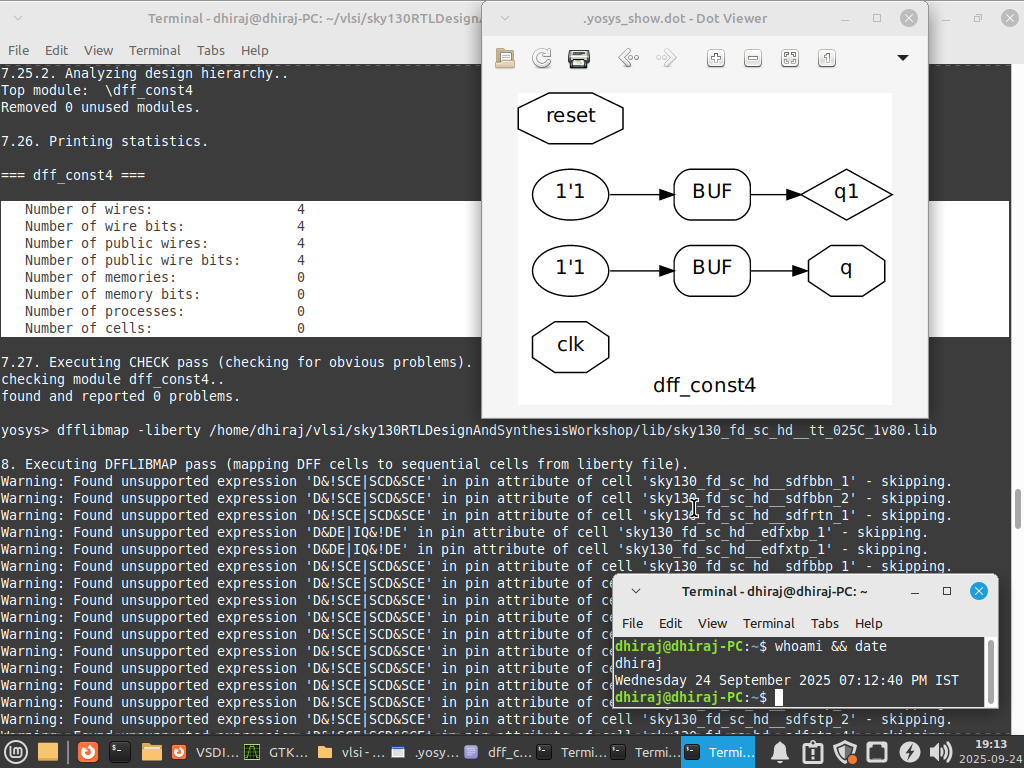 Terminal - dhiraj@dhiraj-PC: ~/vlsi/sky130RTLDesignA
File Edit View Terminal Tabs Help
7.25.2. Analyzing design hierarchy..
Top module:  \dff_const4
Removed 0 unused modules.
7.26. Printing statistics.
=== dff_const4 ===
Number of wires: 4
Number of wire bits: 4
Number of public wires: 4
Number of public wire bits: 4
Number of memories: 0
Number of memory bits: 0
Number of processes: 0
Number of cells: 0
7.27. Executing CHECK pass (checking for obvious problems).
checking module dff_const4..
found and reported 0 problems.
yosys> dfflibmap -liberty /home/dhiraj/vlsi/sky130RTLDesignAndSynthesisWorkshop/lib/sky130_fd_sc_hd__tt_025C_1v80.lib
8. Executing DFFLIBMAP pass (mapping DFF cells to sequential cells from liberty file).
Warning: Found unsupported expression 'D&!SCE|SCD&SCE' in pin attribute of cell 'sky130_fd_sc_hd__sdfbbn_1' - skipping.
Warning: Found unsupported expression 'D&!SCE|SCD&SCE' in pin attribute of cell 'sky130_fd_sc_hd__sdfbbn_2' - skipping.
Warning: Found unsupported expression 'D&!SCE|SCD&SCE' in pin attribute of cell 'sky130_fd_sc_hd__sdfrtn_1' - skipping.
Warning: Found unsupported expression 'D&DE|IQ&!DE' in pin attribute of cell 'sky130_fd_sc_hd__edfxbp_1' - skipping.
Warning: Found unsupported expression 'D&DE|IQ&!DE' in pin attribute of cell 'sky130_fd_sc_hd__edfxtp_1' - skipping.
Warning: Found unsupported expression 'D&!SCE|SCD&SCE' in pin attribute of cell 'sky130_fd_sc_hd__sdfbbp_1' - skipping.
Warning: Found unsupported expression 'D&!SCE|SCD&SCE' in pin attribute of ce
Warning: Found unsupported expression 'D&!SCE|SCD&SCE' in pin attribute of ce
Warning: Found unsupported expression 'D&!SCE|SCD&SCE' in pin attribute of ce
Warning: Found unsupported expression 'D&!SCE|SCD&SCE' in pin attribute of ce
Warning: Found unsupported expression 'D&!SCE|SCD&SCE' in pin attribute of ce
Warning: Found unsupported expression 'D&!SCE|SCD&SCE' in pin attribute of ce
Warning: Found unsupported expression 'D&!SCE|SCD&SCE' in pin attribute of ce
Warning: Found unsupported expression 'D&!SCE|SCD&SCE' in pin attribute of ce
Warning: Found unsupported expression 'D&!SCE|SCD&SCE' in pin attribute of cell 'sky130_fd_sc_hd__sdfstp_2' - skipping.
.yosys_show.dot - Dot Viewer
reset
1'1 BUF q1
1'1 BUF q
clk
dff_const4
Terminal - dhiraj@dhiraj-PC: ~
File Edit View Terminal Tabs Help
dhiraj@dhiraj-PC:~$ whoami && date
dhiraj
Wednesday 24 September 2025 07:12:40 PM IST
dhiraj@dhiraj-PC:~$
VSDI... GTK... vlsi - ... .yosy... dff_c... Termi... Termi... Termi...
19:13
2025-09-24